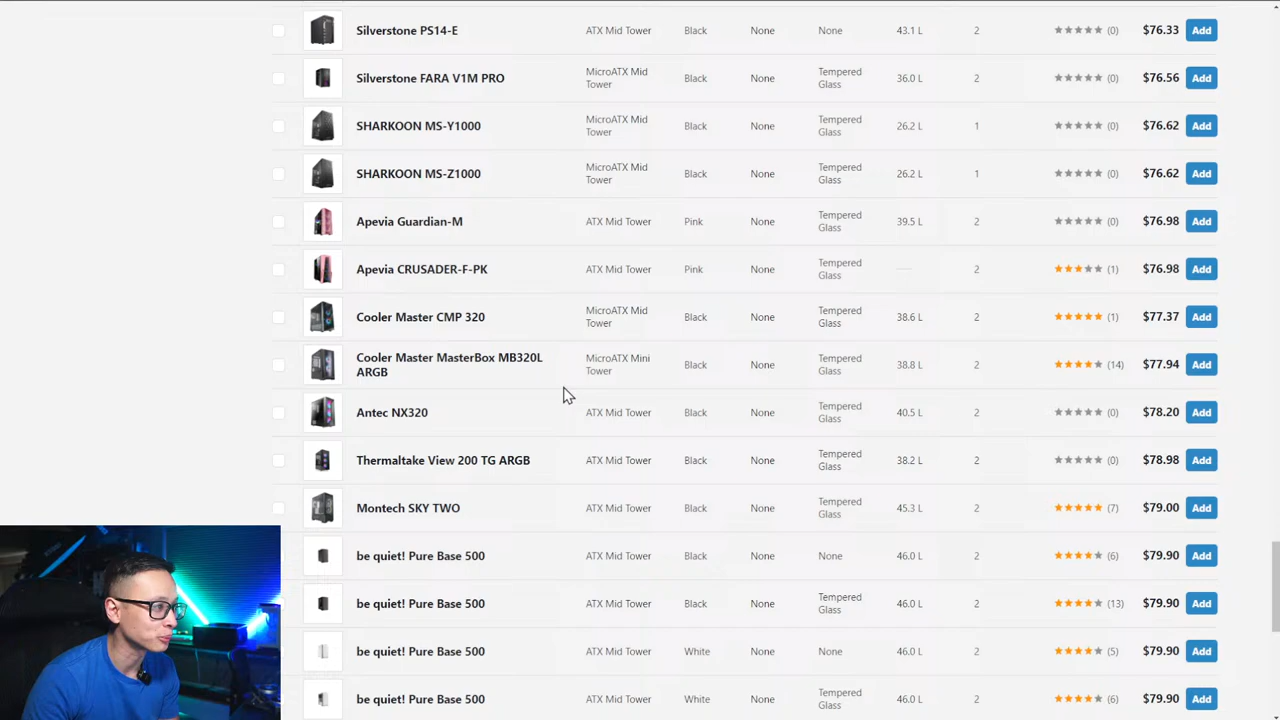 Silverstone PS14-E ATX Mid Tower Black None None 43.1 L 2 (0) $76.33 Add
Silverstone FARA V1M PRO MicroATX Mid Tower Black None Tempered Glass 36.0 L 2 (0) $76.56 Add
SHARKOON MS-Y1000 MicroATX Mid Tower Black None Tempered Glass 26.2 L 1 (0) $76.62 Add
SHARKOON MS-Z1000 MicroATX Mid Tower Black None Tempered Glass 26.2 L 1 (0) $76.62 Add
Apevia Guardian-M ATX Mid Tower Pink None Tempered Glass 39.5 L 2 (0) $76.98 Add
Apevia CRUSADER-F-PK ATX Mid Tower Pink None Tempered Glass 2 (1) $76.98 Add
Cooler Master CMP 320 MicroATX Mid Tower Black None Tempered Glass 38.6 L 2 (1) $77.37 Add
Cooler Master MasterBox MB320L ARGB MicroATX Mini Tower Black None Tempered Glass 38.8 L 2 (14) $77.94 Add
Antec NX320 ATX Mid Tower Black None Tempered Glass 40.5 L 2 (0) $78.20 Add
Thermaltake View 200 TG ARGB ATX Mid Tower Black None Tempered Glass 38.2 L 2 (0) $78.98 Add
Montech SKY TWO ATX Mid Tower Black None Tempered Glass 45.3 L 2 (7) $79.00 Add
be quiet! Pure Base 500 ATX Mid Tower Black None None 46.0 L 2 (6) $79.90 Add
be quiet! Pure Base 500 ATX Mid Tower Black None Tempered Glass 46.0 L 2 (13) $79.90 Add
be quiet! Pure Base 500 ATX Mid Tower White None None 46.0 L 2 (5) $79.90 Add
be quiet! Pure Base 500 ATX Mid Tower White None Tempered Glass 46.0 L 2 (6) $79.90 Add